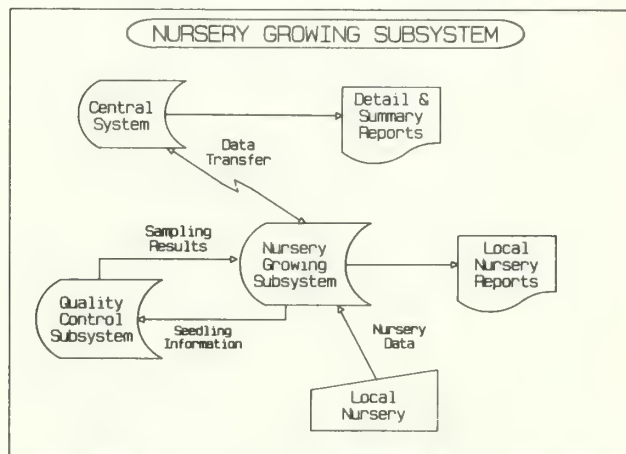 NURSERY GROWING SUBSYSTEM
Central
System
Detail &
Summary
Reports
Data
Transfer
Sampling
Results
Nursery
Growing
Subsystem
Local
Nursery
Reports
Quality
Control
Subsystem
Seedling
Information
Nursery
Data
Local
Nursery